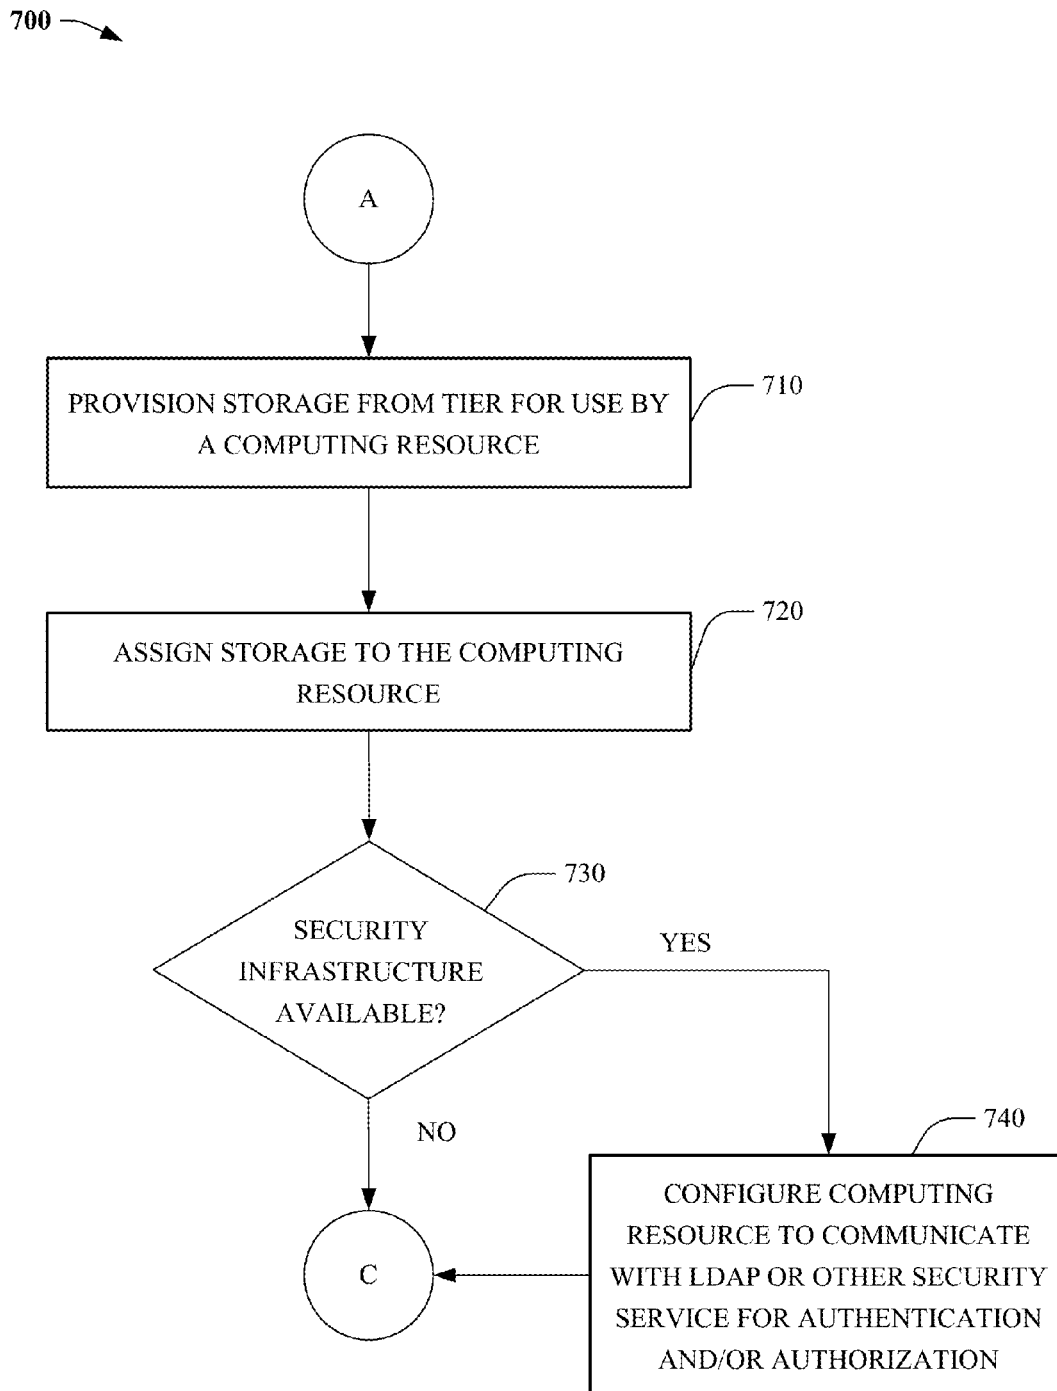 700
A
PROVISION STORAGE FROM TIER FOR USE BY
A COMPUTING RESOURCE
710
ASSIGN STORAGE TO THE COMPUTING
RESOURCE
720
SECURITY
INFRASTRUCTURE
AVAILABLE?
730
YES
NO
740
CONFIGURE COMPUTING
RESOURCE TO COMMUNICATE
WITH LDAP OR OTHER SECURITY
SERVICE FOR AUTHENTICATION
AND/OR AUTHORIZATION
C